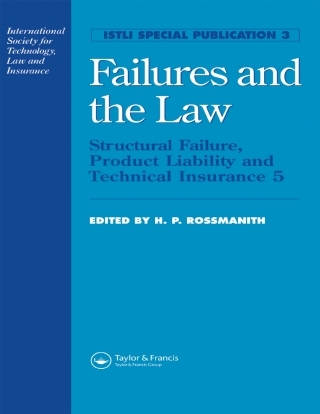 International
Society for
Technology,
Law and
Insurance
ISTLI SPECIAL PUBLICATION 3
Failures and
the Law
Structural Failure,
Product Liability and
Technical Insurance 5
EDITED BY H. P. ROSSMANITH
Taylor & Francis
Taylor & Francis Group